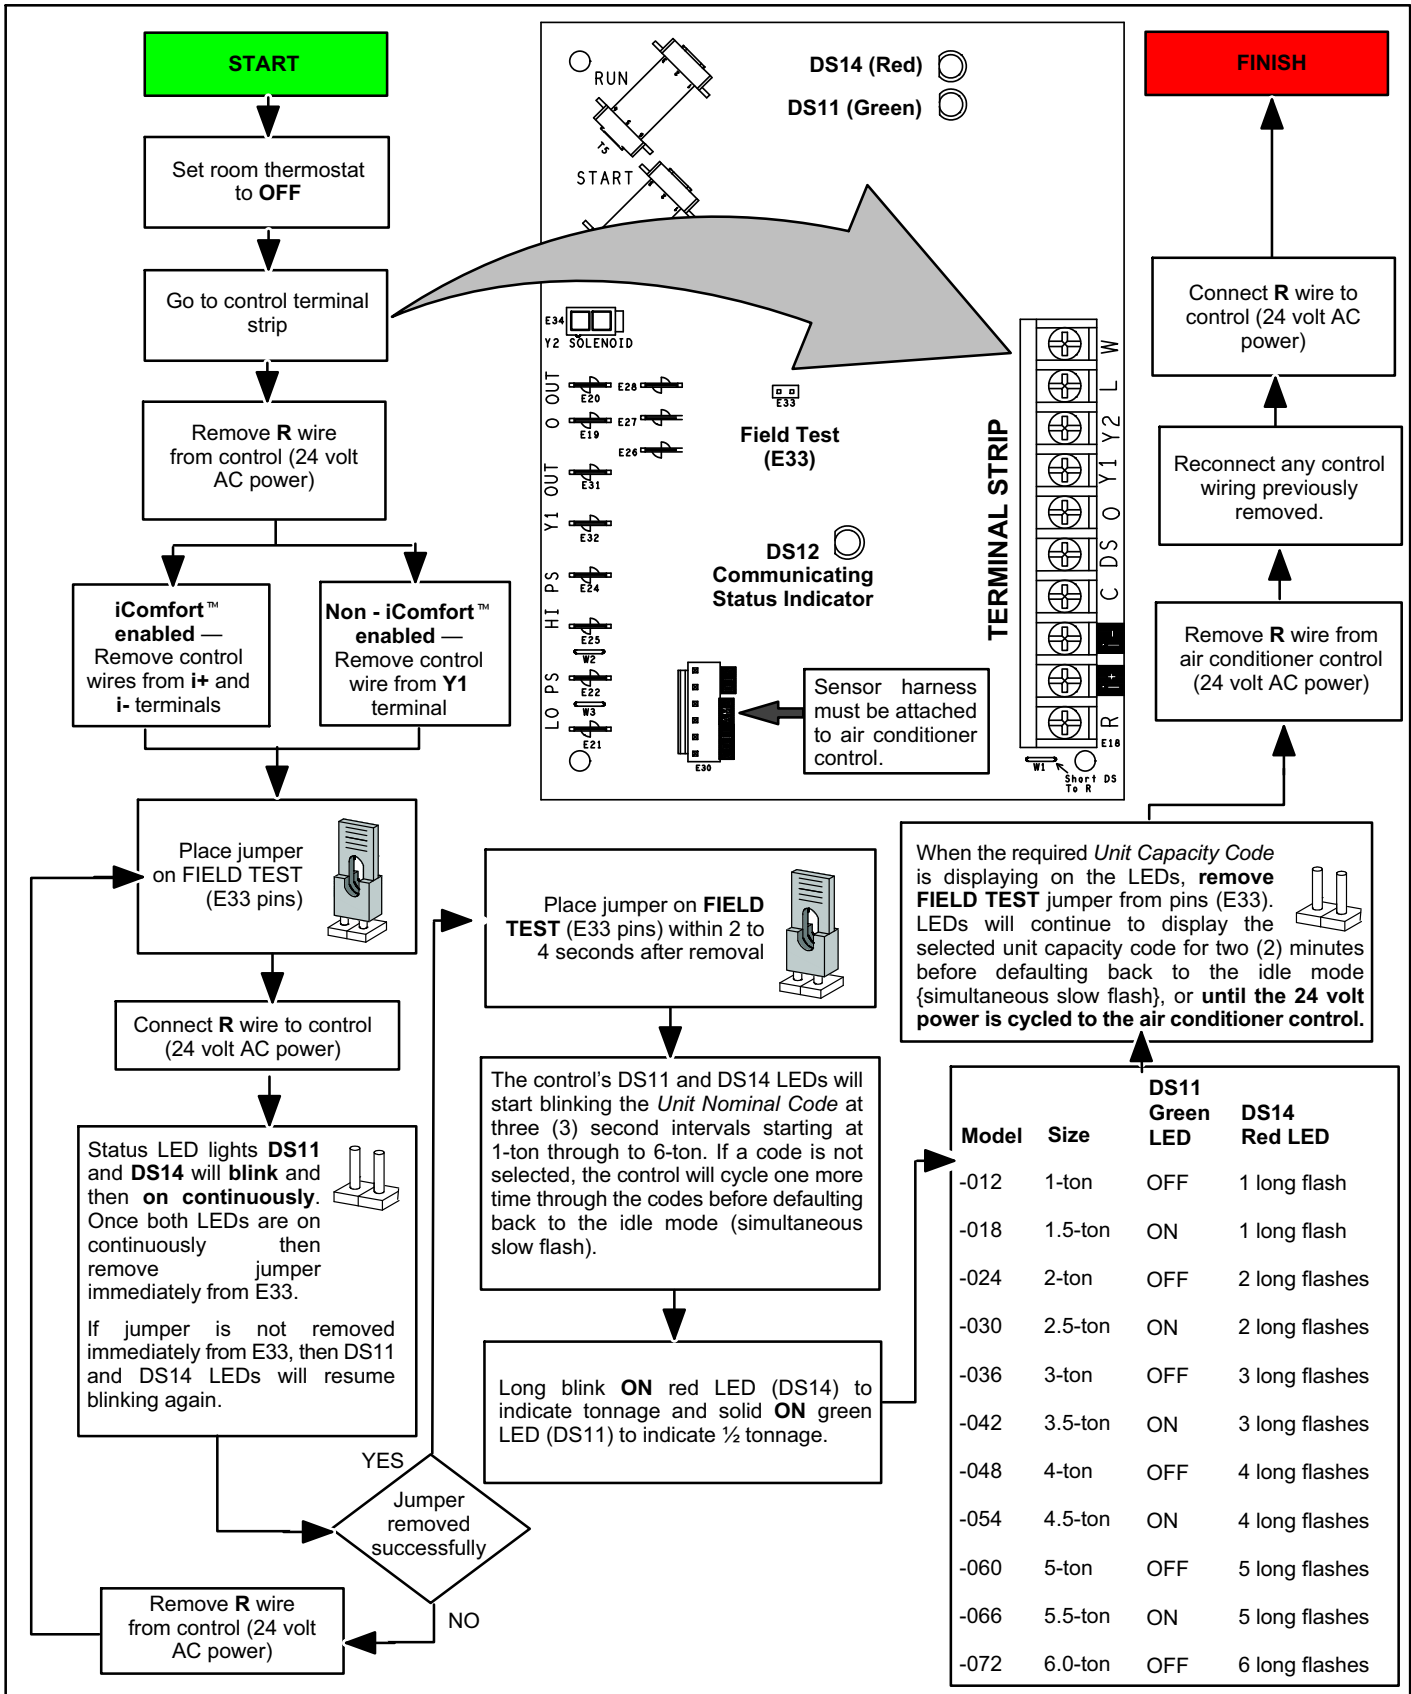 START
Set room thermostat
to OFF
Go to control terminal
strip
Remove R wire
from control (24 volt
AC power)
iComfort™
enabled —
Remove control
wires from i+ and
i- terminals
Non - iComfort™
enabled —
Remove control
wire from Y1
terminal
Place jumper
on FIELD TEST
(E33 pins)
Connect R wire to control
(24 volt AC power)
Status LED lights DS11
and DS14 will blink and
then on continuously.
Once both LEDs are on
continuously then
remove jumper
immediately from E33.
If jumper is not removed
immediately from E33, then DS11
and DS14 LEDs will resume
blinking again.
YES
Jumper
removed
successfully
NO
Remove R wire
from control (24 volt
AC power)
RUN
T5
START
DS14 (Red)
DS11 (Green)
E34
Y2 SOLENOID
O OUT
E20
E19
E28
E27
E26
Y1 OUT
E31
E32
HI PS
E24
E25
W2
LO PS
E22
W3
E21
E33
Field Test
(E33)
DS12
Communicating
Status Indicator
E30
Sensor harness
must be attached
to air conditioner
control.
TERMINAL STRIP
W
L
Y2
Y1
O
DS
C
i-
i+
R
E18
W1
Short DS
To R
Place jumper on FIELD
TEST (E33 pins) within 2 to
4 seconds after removal
The control's DS11 and DS14 LEDs will
start blinking the Unit Nominal Code at
three (3) second intervals starting at
1-ton through to 6-ton. If a code is not
selected, the control will cycle one more
time through the codes before defaulting
back to the idle mode (simultaneous
slow flash).
Long blink ON red LED (DS14) to
indicate tonnage and solid ON green
LED (DS11) to indicate ½ tonnage.
Model Size DS11 Green LED DS14 Red LED
-012 1-ton OFF 1 long flash
-018 1.5-ton ON 1 long flash
-024 2-ton OFF 2 long flashes
-030 2.5-ton ON 2 long flashes
-036 3-ton OFF 3 long flashes
-042 3.5-ton ON 3 long flashes
-048 4-ton OFF 4 long flashes
-054 4.5-ton ON 4 long flashes
-060 5-ton OFF 5 long flashes
-066 5.5-ton ON 5 long flashes
-072 6.0-ton OFF 6 long flashes
When the required Unit Capacity Code
is displaying on the LEDs, remove
FIELD TEST jumper from pins (E33).
LEDs will continue to display the
selected unit capacity code for two (2) minutes
before defaulting back to the idle mode
{simultaneous slow flash}, or until the 24 volt
power is cycled to the air conditioner control.
Remove R wire from
air conditioner control
(24 volt AC power)
Reconnect any control
wiring previously
removed.
Connect R wire to
control (24 volt AC
power)
FINISH